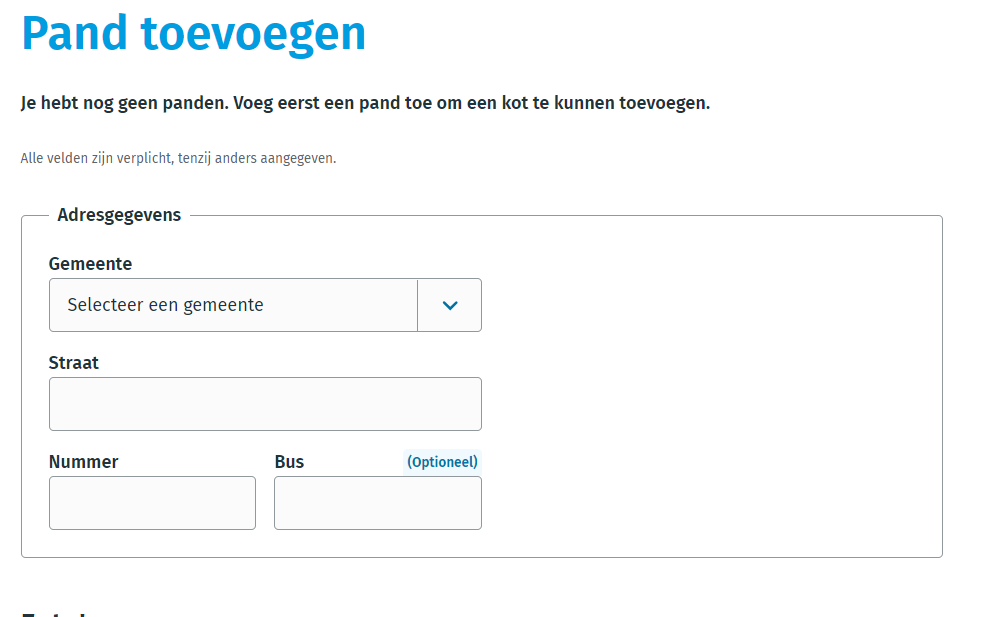 Pand toevoegen
Je hebt nog geen panden. Voeg eerst een pand toe om een kot te kunnen toevoegen.
Alle velden zijn verplicht, tenzij anders aangegeven.
Adresgegevens
Gemeente
Selecteer een gemeente
Straat
Nummer
Bus (Optioneel)